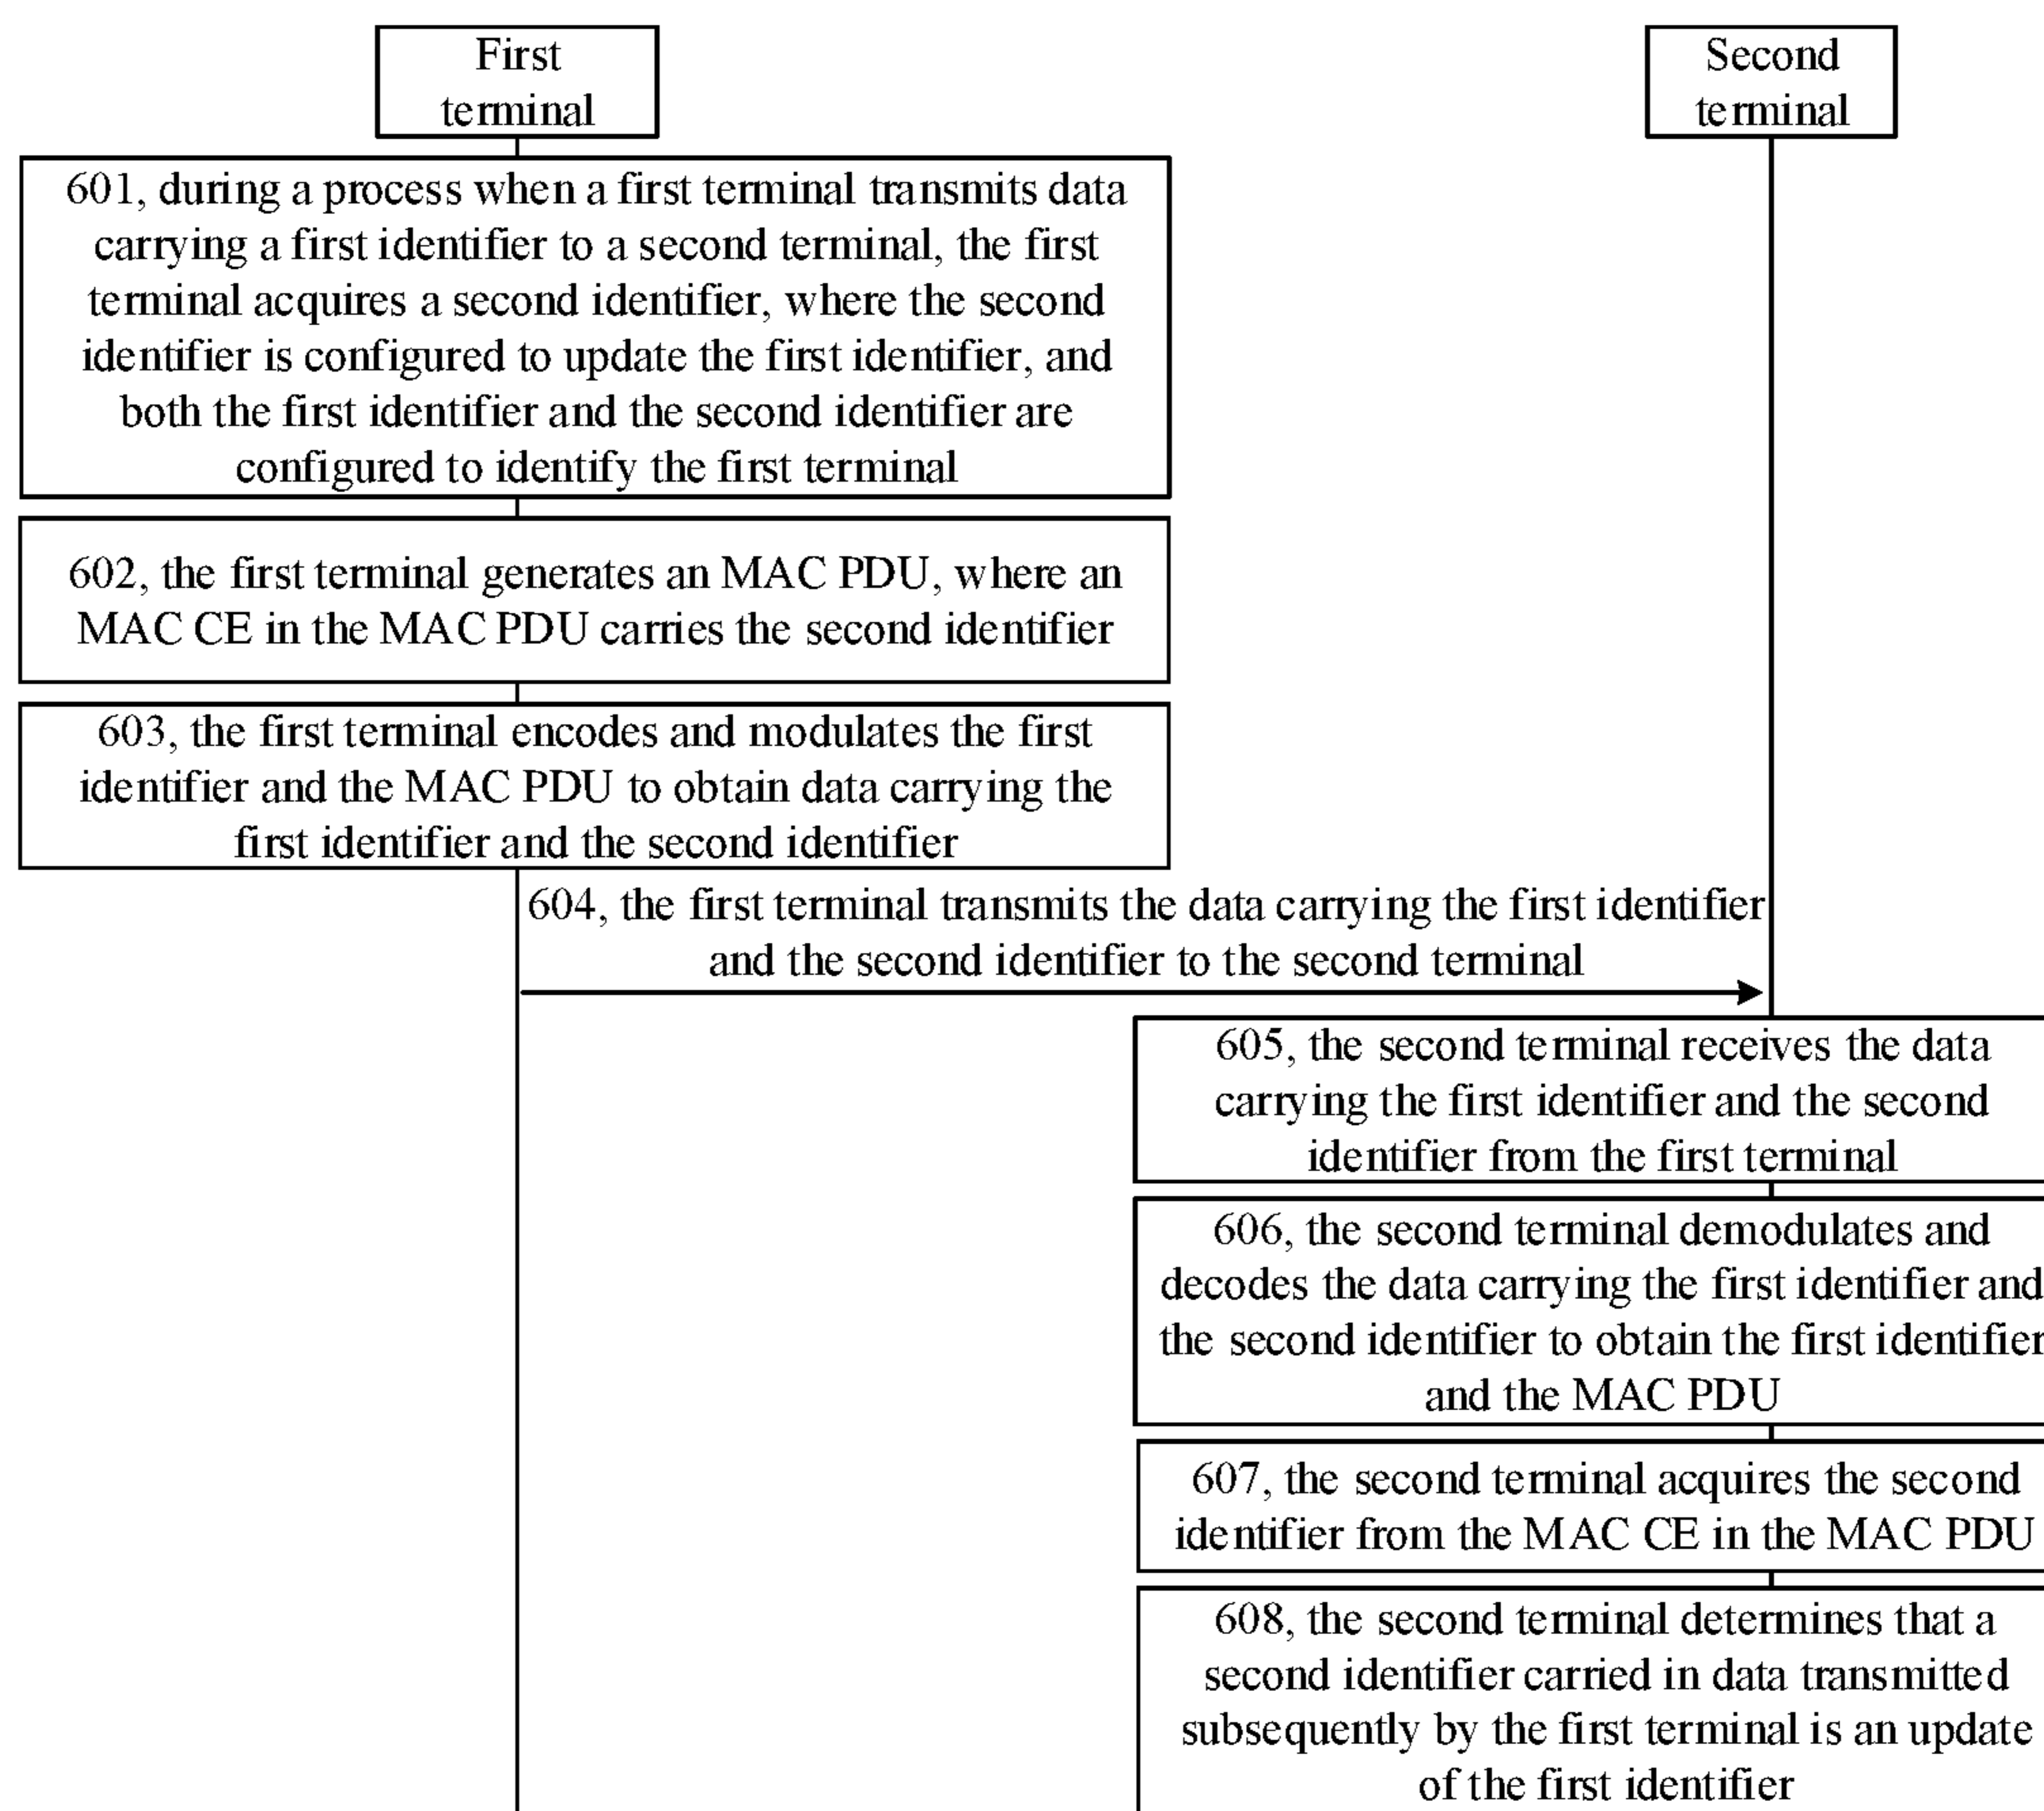 First
terminal
Second
terminal
601, during a process when a first terminal transmits data
carrying a first identifier to a second terminal, the first
terminal acquires a second identifier, where the second
identifier is configured to update the first identifier, and
both the first identifier and the second identifier are
configured to identify the first terminal
602, the first terminal generates an MAC PDU, where an
MAC CE in the MAC PDU carries the second identifier
603, the first terminal encodes and modulates the first
identifier and the MAC PDU to obtain data carrying the
first identifier and the second identifier
604, the first terminal transmits the data carrying the first identifier
and the second identifier to the second terminal
605, the second terminal receives the data
carrying the first identifier and the second
identifier from the first terminal
606, the second terminal demodulates and
decodes the data carrying the first identifier and
the second identifier to obtain the first identifier
and the MAC PDU
607, the second terminal acquires the second
identifier from the MAC CE in the MAC PDU
608, the second terminal determines that a
second identifier carried in data transmitted
subsequently by the first terminal is an update
of the first identifier